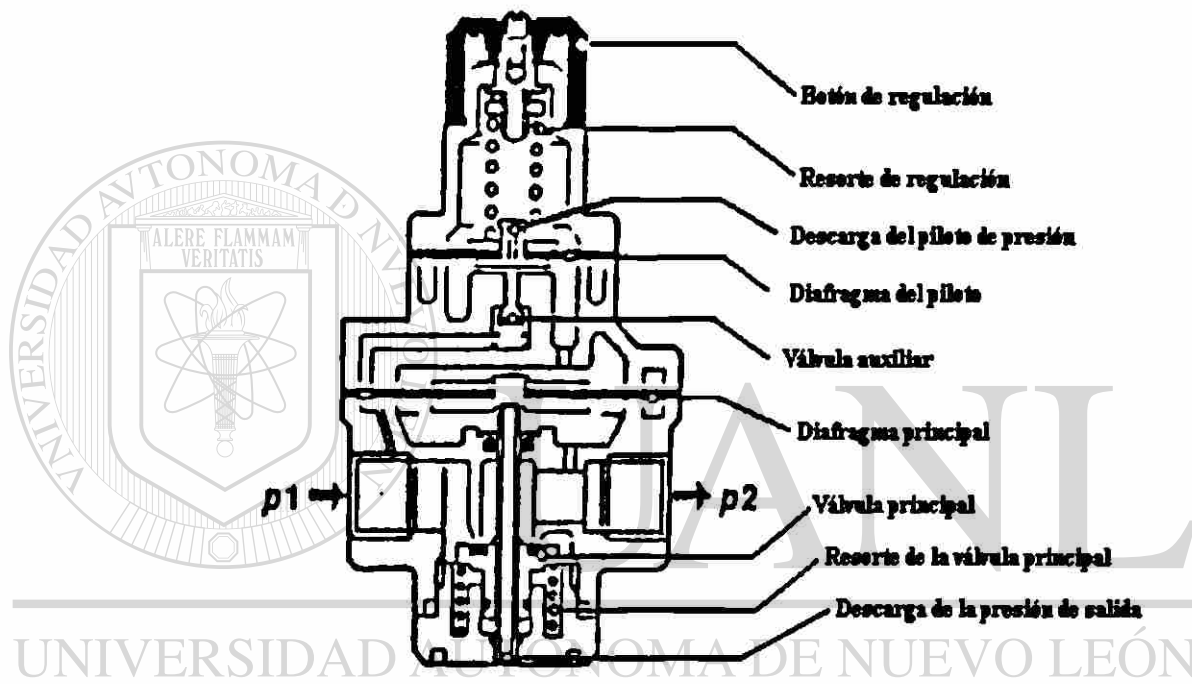 Botón de regulación
Resorte de regulación
Descarga del piloto de presión
Diafragma del piloto
Válvula auxiliar
Diafragma principal
p1
p2
Válvula principal
Resorte de la válvula principal
Descarga de la presión de salida
UNIVERSIDAD AUTONOMA DE NUEVO LEÓN
ALERE FLAMMAM
VERITATIS
UANL